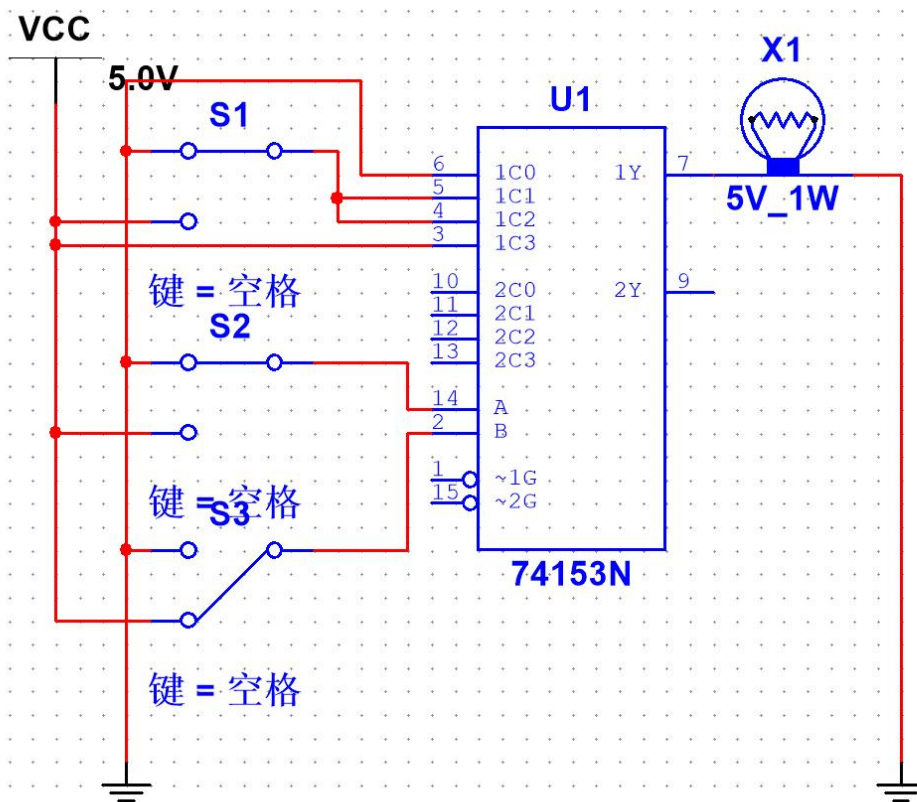 VCC
5.0V
X1
S1
U1
6 1C0 1Y 7
5 1C1
4 1C2
3 1C3
5V_1W
键 = 空格
10 2C0 2Y 9
11 2C1
12 2C2
13 2C3
S2
14 A
2 B
1 ~1G
15 ~2G
键 = 空格
S3
74153N
键 = 空格